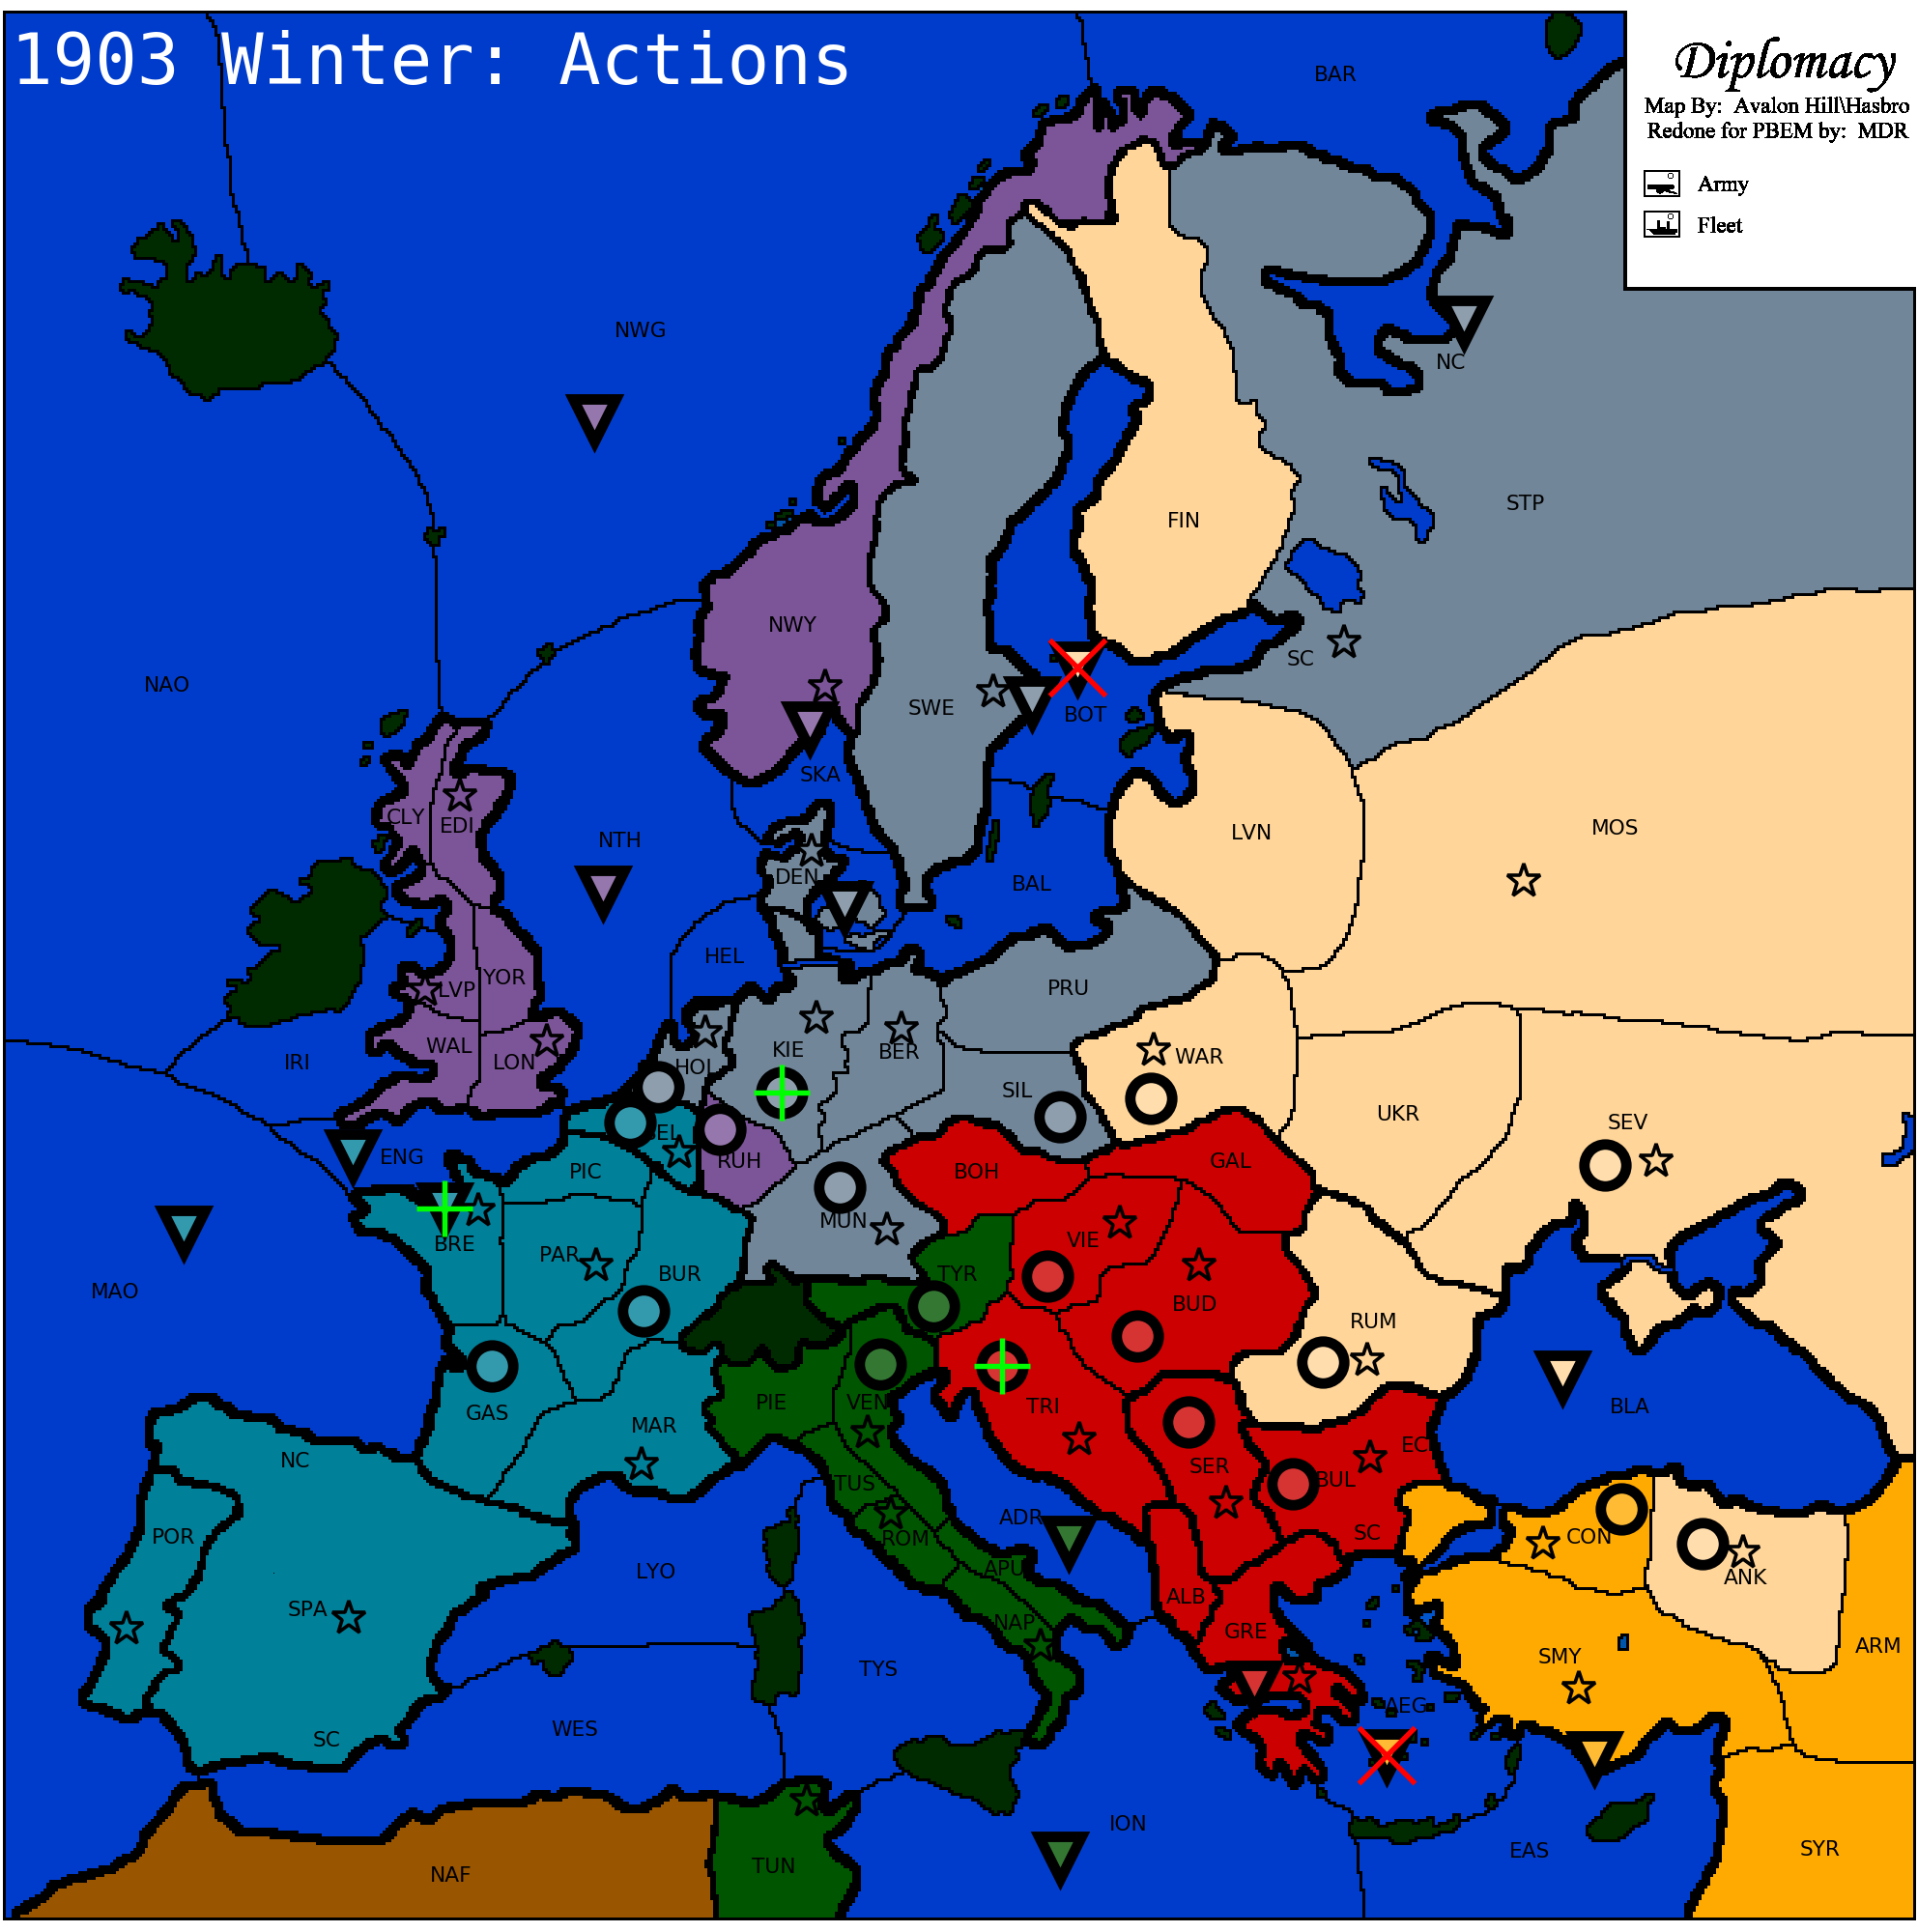 1903 Winter: Actions
Diplomacy
Map By: Avalon Hill\Hasbro
Redone for PBEM by: MDR
Army
Fleet
BAR
NWG
NC
STP
FIN
NWY
SC
NAO
SWE
BOT
SKA
CLY
EDI
NTH
LVN
MOS
DEN
BAL
HEL
YOR
LVP
PRU
WAL
LON
IRI
KIE
BER
HOL
WAR
SIL
UKR
SEV
ENG
BEL
PIC
RUH
BOH
GAL
MUN
BRE
PAR
BUR
TYR
VIE
BUD
MAO
RUM
GAS
MAR
PIE
VEN
TRI
BLA
NC
TUS
SER
BUL
EC
POR
ROM
ADR
SC
CON
LYO
APU
ANK
SPA
NAP
ALB
GRE
ARM
TYS
SMY
AEG
WES
SC
ION
EAS
SYR
NAF
TUN